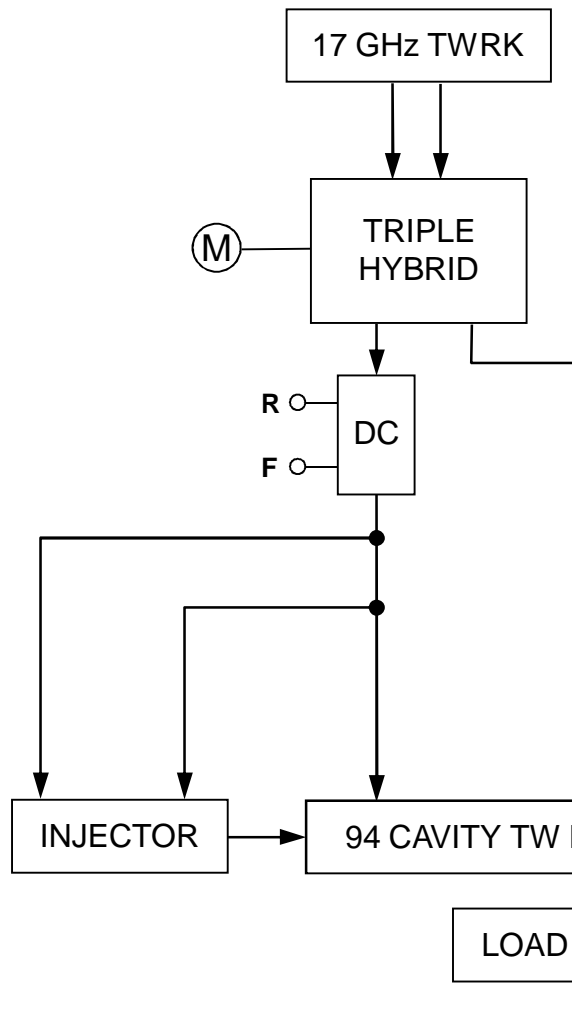 17 GHz TWRK
TRIPLE
HYBRID
M
R
DC
F
INJECTOR
94 CAVITY TW
LOAD